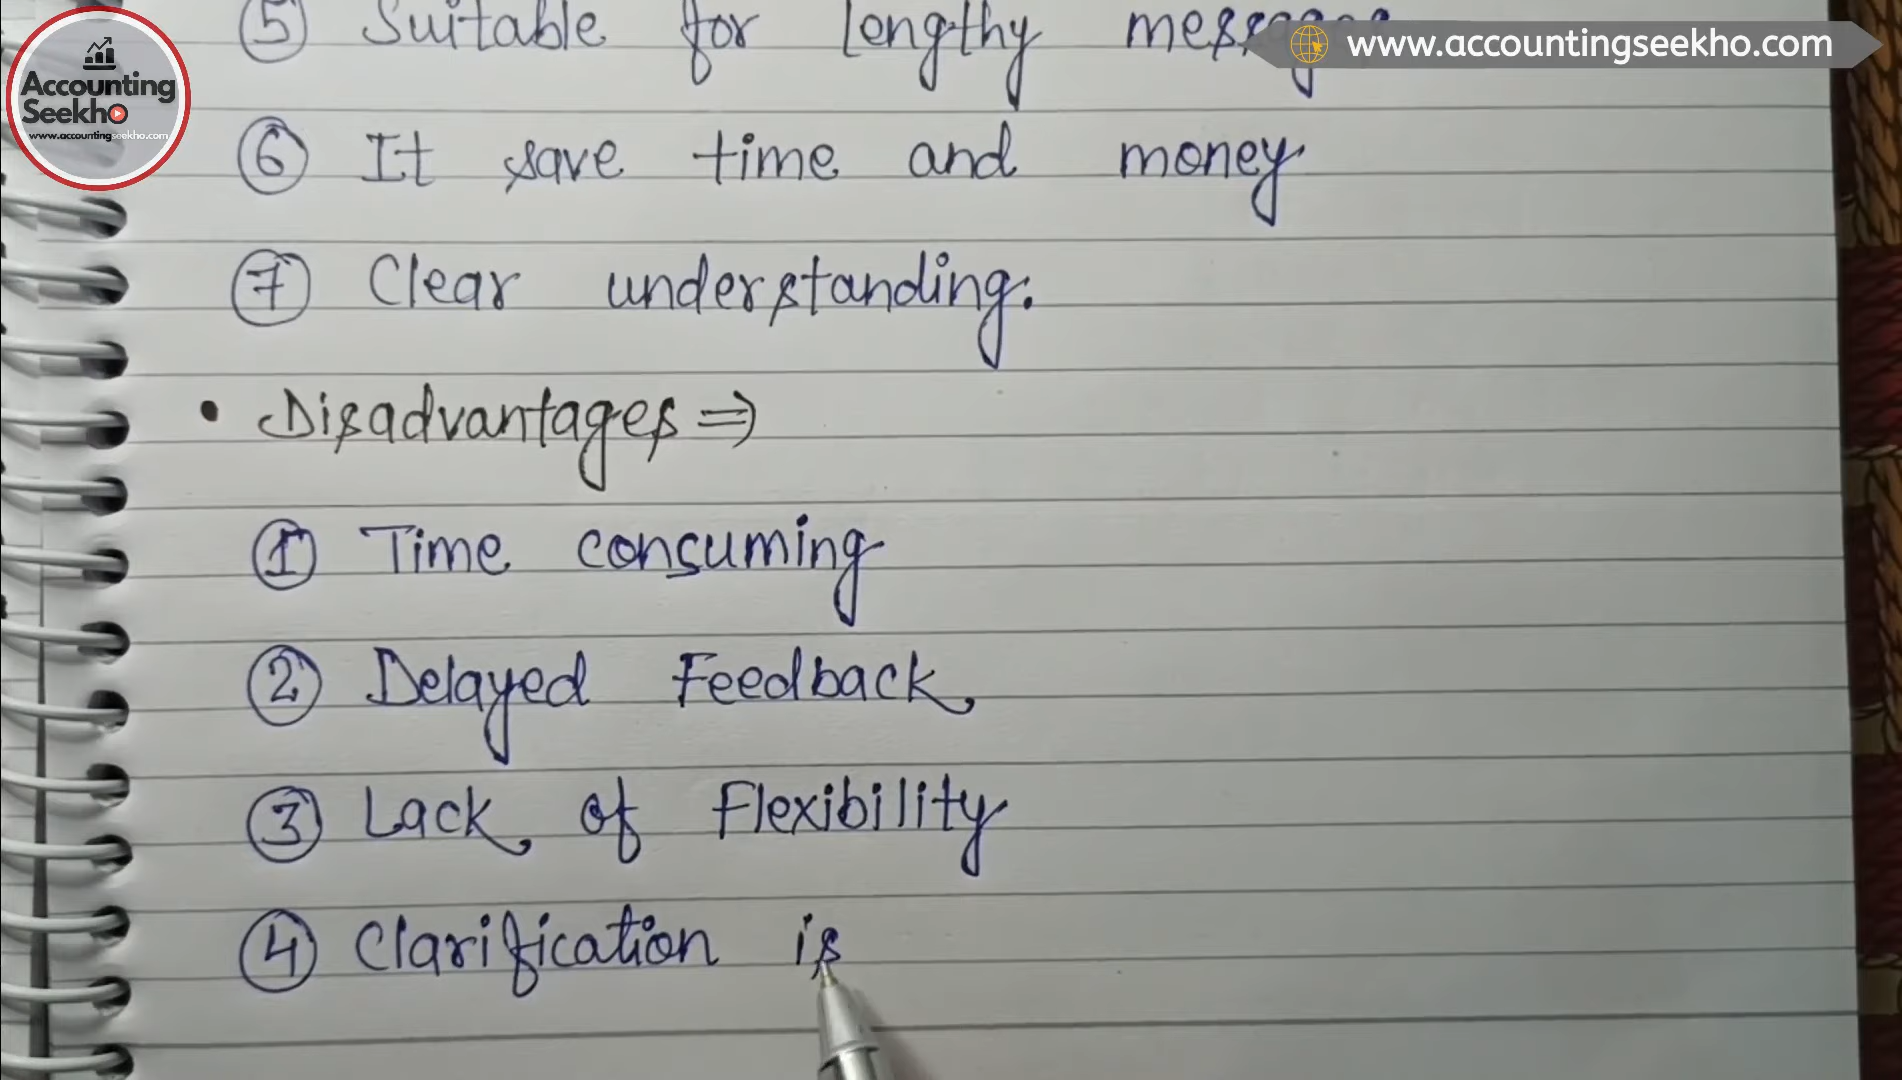 ⑤ Suitable for lengthy messages
www.accountingseekho.com
Accounting
Seekho
www.accountingseekho.com
⑥ It save time and money
⑦ Clear understanding.
• Disadvantages ⇒
① Time consuming
② Delayed Feedback
③ Lack of Flexibility
④ Clarification is